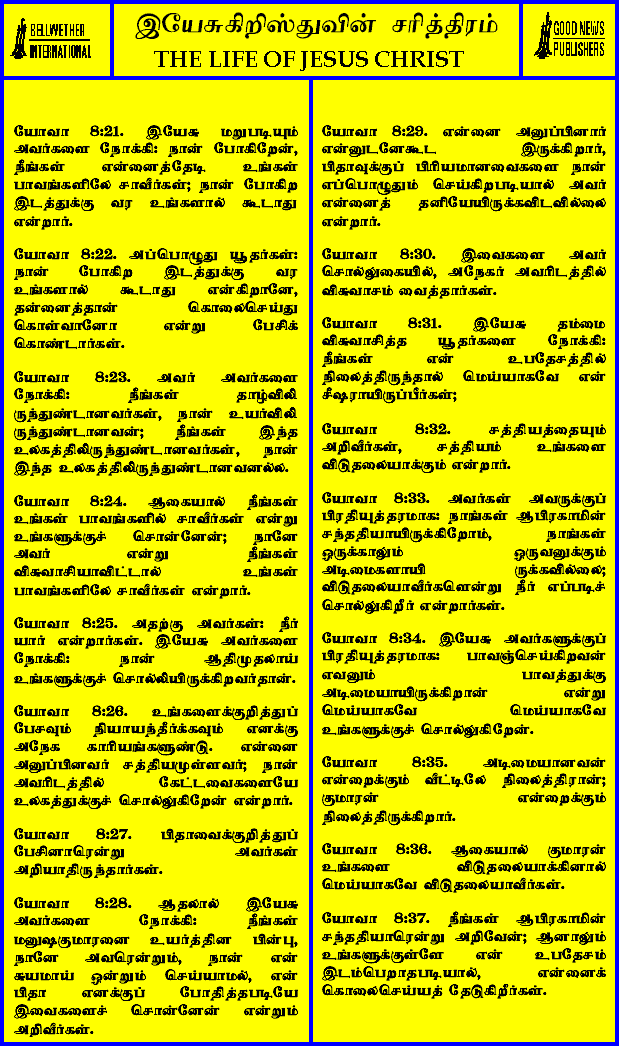 BELLWETHER
INTERNATIONAL
இயேசுகிறிஸ்துவின் சரித்திரம்
THE LIFE OF JESUS CHRIST
GOOD NEWS
PUBLISHERS
யோவா 8:21. இயேசு மறுபடியும்
அவர்களை நோக்கி: நான் போகிறேன்,
நீங்கள் என்னைத்தேடி உங்கள்
பாவங்களிலே சாவீர்கள்; நான் போகிற
இடத்துக்கு வர உங்களால் கூடாது
என்றார்.
யோவா 8:22. அப்பொழுது யூதர்கள்:
நான் போகிற இடத்துக்கு வர
உங்களால் கூடாது என்கிறானே,
தன்னைத்தான் கொலைசெய்து
கொள்வானோ என்று பேசிக்
கொண்டார்கள்.
யோவா 8:23. அவர் அவர்களை
நோக்கி: நீங்கள் தாழ்விலி
ருந்துண்டானவர்கள், நான் உயர்விலி
ருந்துண்டானவன்; நீங்கள் இந்த
உலகத்திலிருந்துண்டானவர்கள், நான்
இந்த உலகத்திலிருந்துண்டானவனல்ல.
யோவா 8:24. ஆகையால் நீங்கள்
உங்கள் பாவங்களில் சாவீர்கள் என்று
உங்களுக்குச் சொன்னேன்; நானே
அவர் என்று நீங்கள்
விசுவாசியாவிட்டால் உங்கள்
பாவங்களிலே சாவீர்கள் என்றார்.
யோவா 8:25. அதற்கு அவர்கள்: நீர்
யார் என்றார்கள். இயேசு அவர்களை
நோக்கி: நான் ஆதிமுதலாய்
உங்களுக்குச் சொல்லியிருக்கிறவர்தான்.
யோவா 8:26. உங்களைக்குறித்துப்
பேசவும் நியாயந்தீர்க்கவும் எனக்கு
அநேக காரியங்களுண்டு. என்னை
அனுப்பினவர் சத்தியமுள்ளவர்; நான்
அவரிடத்தில் கேட்டவைகளையே
உலகத்துக்குச் சொல்லுகிறேன் என்றார்.
யோவா 8:27. பிதாவைக்குறித்துப்
பேசினாரென்று அவர்கள்
அறியாதிருந்தார்கள்.
யோவா 8:28. ஆதலால் இயேசு
அவர்களை நோக்கி: நீங்கள்
மனுஷகுமாரனை உயர்த்தின பின்பு,
நானே அவரென்றும், நான் என்
சுயமாய் ஒன்றும் செய்யாமல், என்
பிதா எனக்குப் போதித்தபடியே
இவைகளைச் சொன்னேன் என்றும்
அறிவீர்கள்.
யோவா 8:29. என்னை அனுப்பினார்
என்னுடனேகூட இருக்கிறார்,
பிதாவுக்குப் பிரியமானவைகளை நான்
எப்பொழுதும் செய்கிறபடியால் அவர்
என்னைத் தனியேயிருக்கவிடவில்லை
என்றார்.
யோவா 8:30. இவைகளை அவர்
சொல்லுகையில், அநேகர் அவரிடத்தில்
விசுவாசம் வைத்தார்கள்.
யோவா 8:31. இயேசு தம்மை
விசுவாசித்த யூதர்களை நோக்கி:
நீங்கள் என் உபதேசத்தில்
நிலைத்திருந்தால் மெய்யாகவே என்
சீஷராயிருப்பீர்கள்;
யோவா 8:32. சத்தியத்தையும்
அறிவீர்கள், சத்தியம் உங்களை
விடுதலையாக்கும் என்றார்.
யோவா 8:33. அவர்கள் அவருக்குப்
பிரதியுத்தரமாக: நாங்கள் ஆபிரகாமின்
சந்ததியாயிருக்கிறோம், நாங்கள்
ஒருக்காலும் ஒருவனுக்கும்
அடிமைகளாயி ருக்கவில்லை;
விடுதலையாவீர்களென்று நீர் எப்படிச்
சொல்லுகிறீர் என்றார்கள்.
யோவா 8:34. இயேசு அவர்களுக்குப்
பிரதியுத்தரமாக: பாவஞ்செய்கிறவன்
எவனும் பாவத்துக்கு
அடிமையாயிருக்கிறான் என்று
மெய்யாகவே மெய்யாகவே
உங்களுக்குச் சொல்லுகிறேன்.
யோவா 8:35. அடிமையானவன்
என்றைக்கும் வீட்டிலே நிலைத்திரான்;
குமாரன் என்றைக்கும்
நிலைத்திருக்கிறார்.
யோவா 8:36. ஆகையால் குமாரன்
உங்களை விடுதலையாக்கினால்
மெய்யாகவே விடுதலையாவீர்கள்.
யோவா 8:37. நீங்கள் ஆபிரகாமின்
சந்ததியாரென்று அறிவேன்; ஆனாலும்
உங்களுக்குள்ளே என் உபதேசம்
இடம்பெறாதபடியால், என்னைக்
கொலைசெய்யத் தேடுகிறீர்கள்.